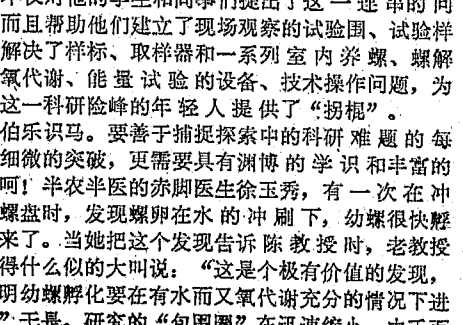 不仅对他的学生和同事们提出了这一连串的问
而且帮助他们建立了现场观察的试验围、试验样
解决了样标、取样器和一系列室内养螺、螺解
氧代谢、能量试验的设备、技术操作问题，为
这一科研险峰的年轻人提供了“拐棍”。
伯乐识马。要善于捕捉探索中的科研难题的每
细微的突破，更需要具有渊博的学识和丰富的
呵！半农半医的赤脚医生徐玉秀，有一次在冲
螺盘时，发现螺卵在水的冲刷下，幼螺很快孵
来了。当她把这个发现告诉陈教授时，老教授
得什么似的大叫说：“这是个极有价值的发现，
明幼螺孵化要在有水而又氧代谢充分的情况下进
”于是，研究的“包围圈”在迅速缩小